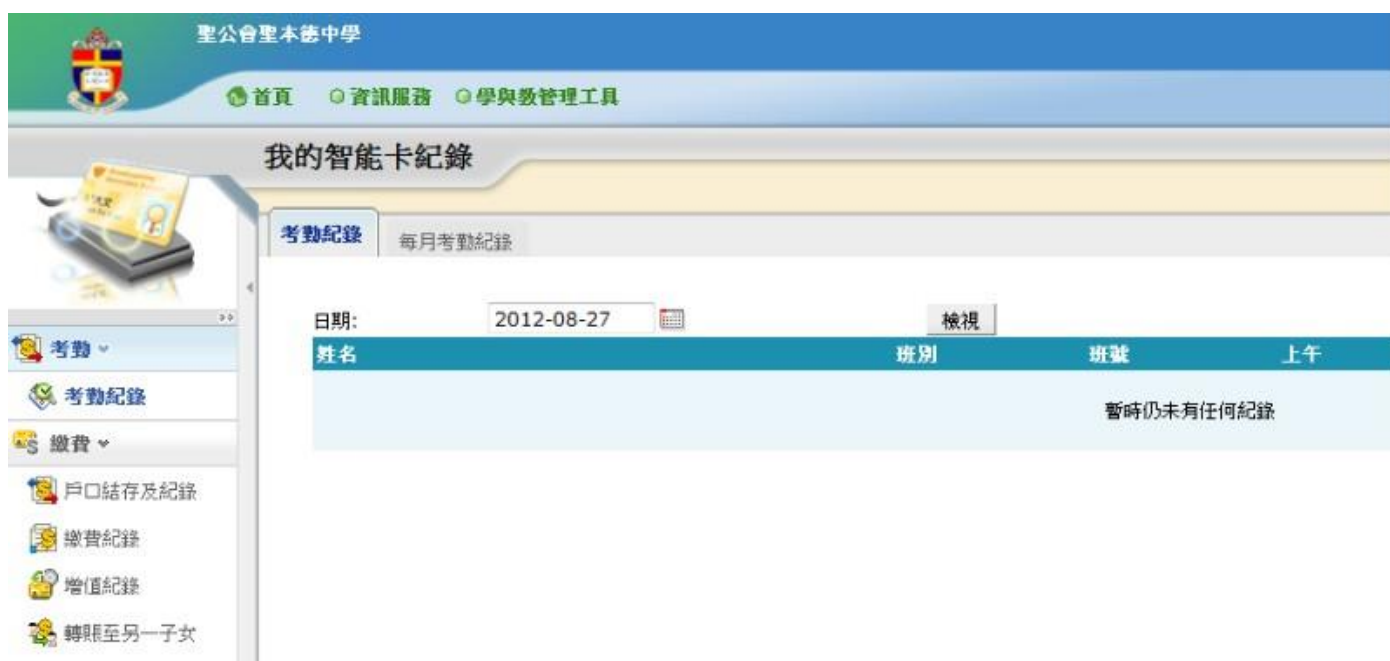 聖公會聖本德中學
首頁 資訊服務 學與教管理工具
我的智能卡紀錄
考勤紀錄 每月考勤紀錄
日期: 2012-08-27 檢視
姓名 班別 班號 上午
暫時仍未有任何紀錄
考勤
考勤紀錄
繳費
戶口結存及紀錄
繳費紀錄
增值紀錄
轉賬至另一子女